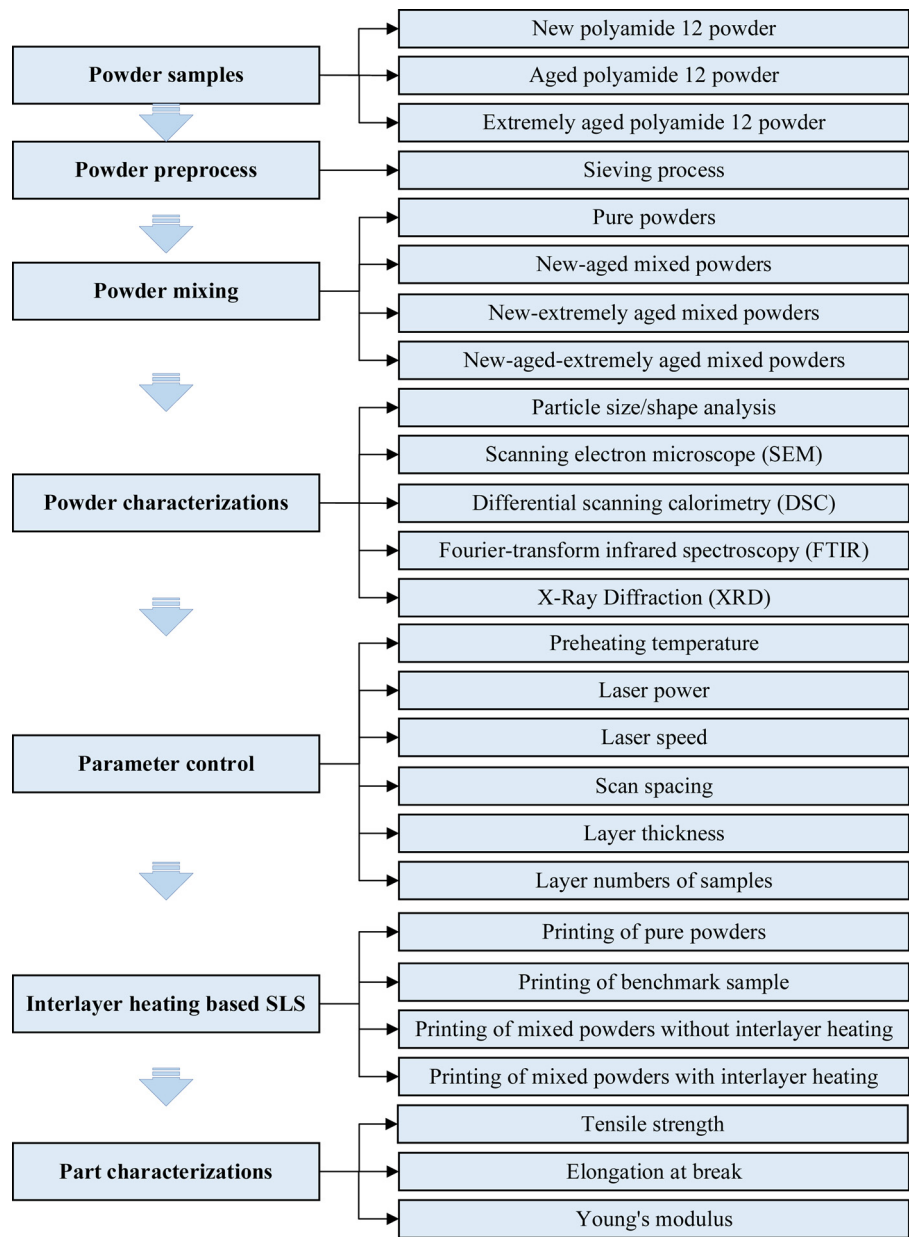 Powder samples
New polyamide 12 powder
Aged polyamide 12 powder
Extremely aged polyamide 12 powder
Powder preprocess
Sieving process
Powder mixing
Pure powders
New-aged mixed powders
New-extremely aged mixed powders
New-aged-extremely aged mixed powders
Powder characterizations
Particle size/shape analysis
Scanning electron microscope (SEM)
Differential scanning calorimetry (DSC)
Fourier-transform infrared spectroscopy (FTIR)
X-Ray Diffraction (XRD)
Parameter control
Preheating temperature
Laser power
Laser speed
Scan spacing
Layer thickness
Layer numbers of samples
Interlayer heating based SLS
Printing of pure powders
Printing of benchmark sample
Printing of mixed powders without interlayer heating
Printing of mixed powders with interlayer heating
Part characterizations
Tensile strength
Elongation at break
Young's modulus